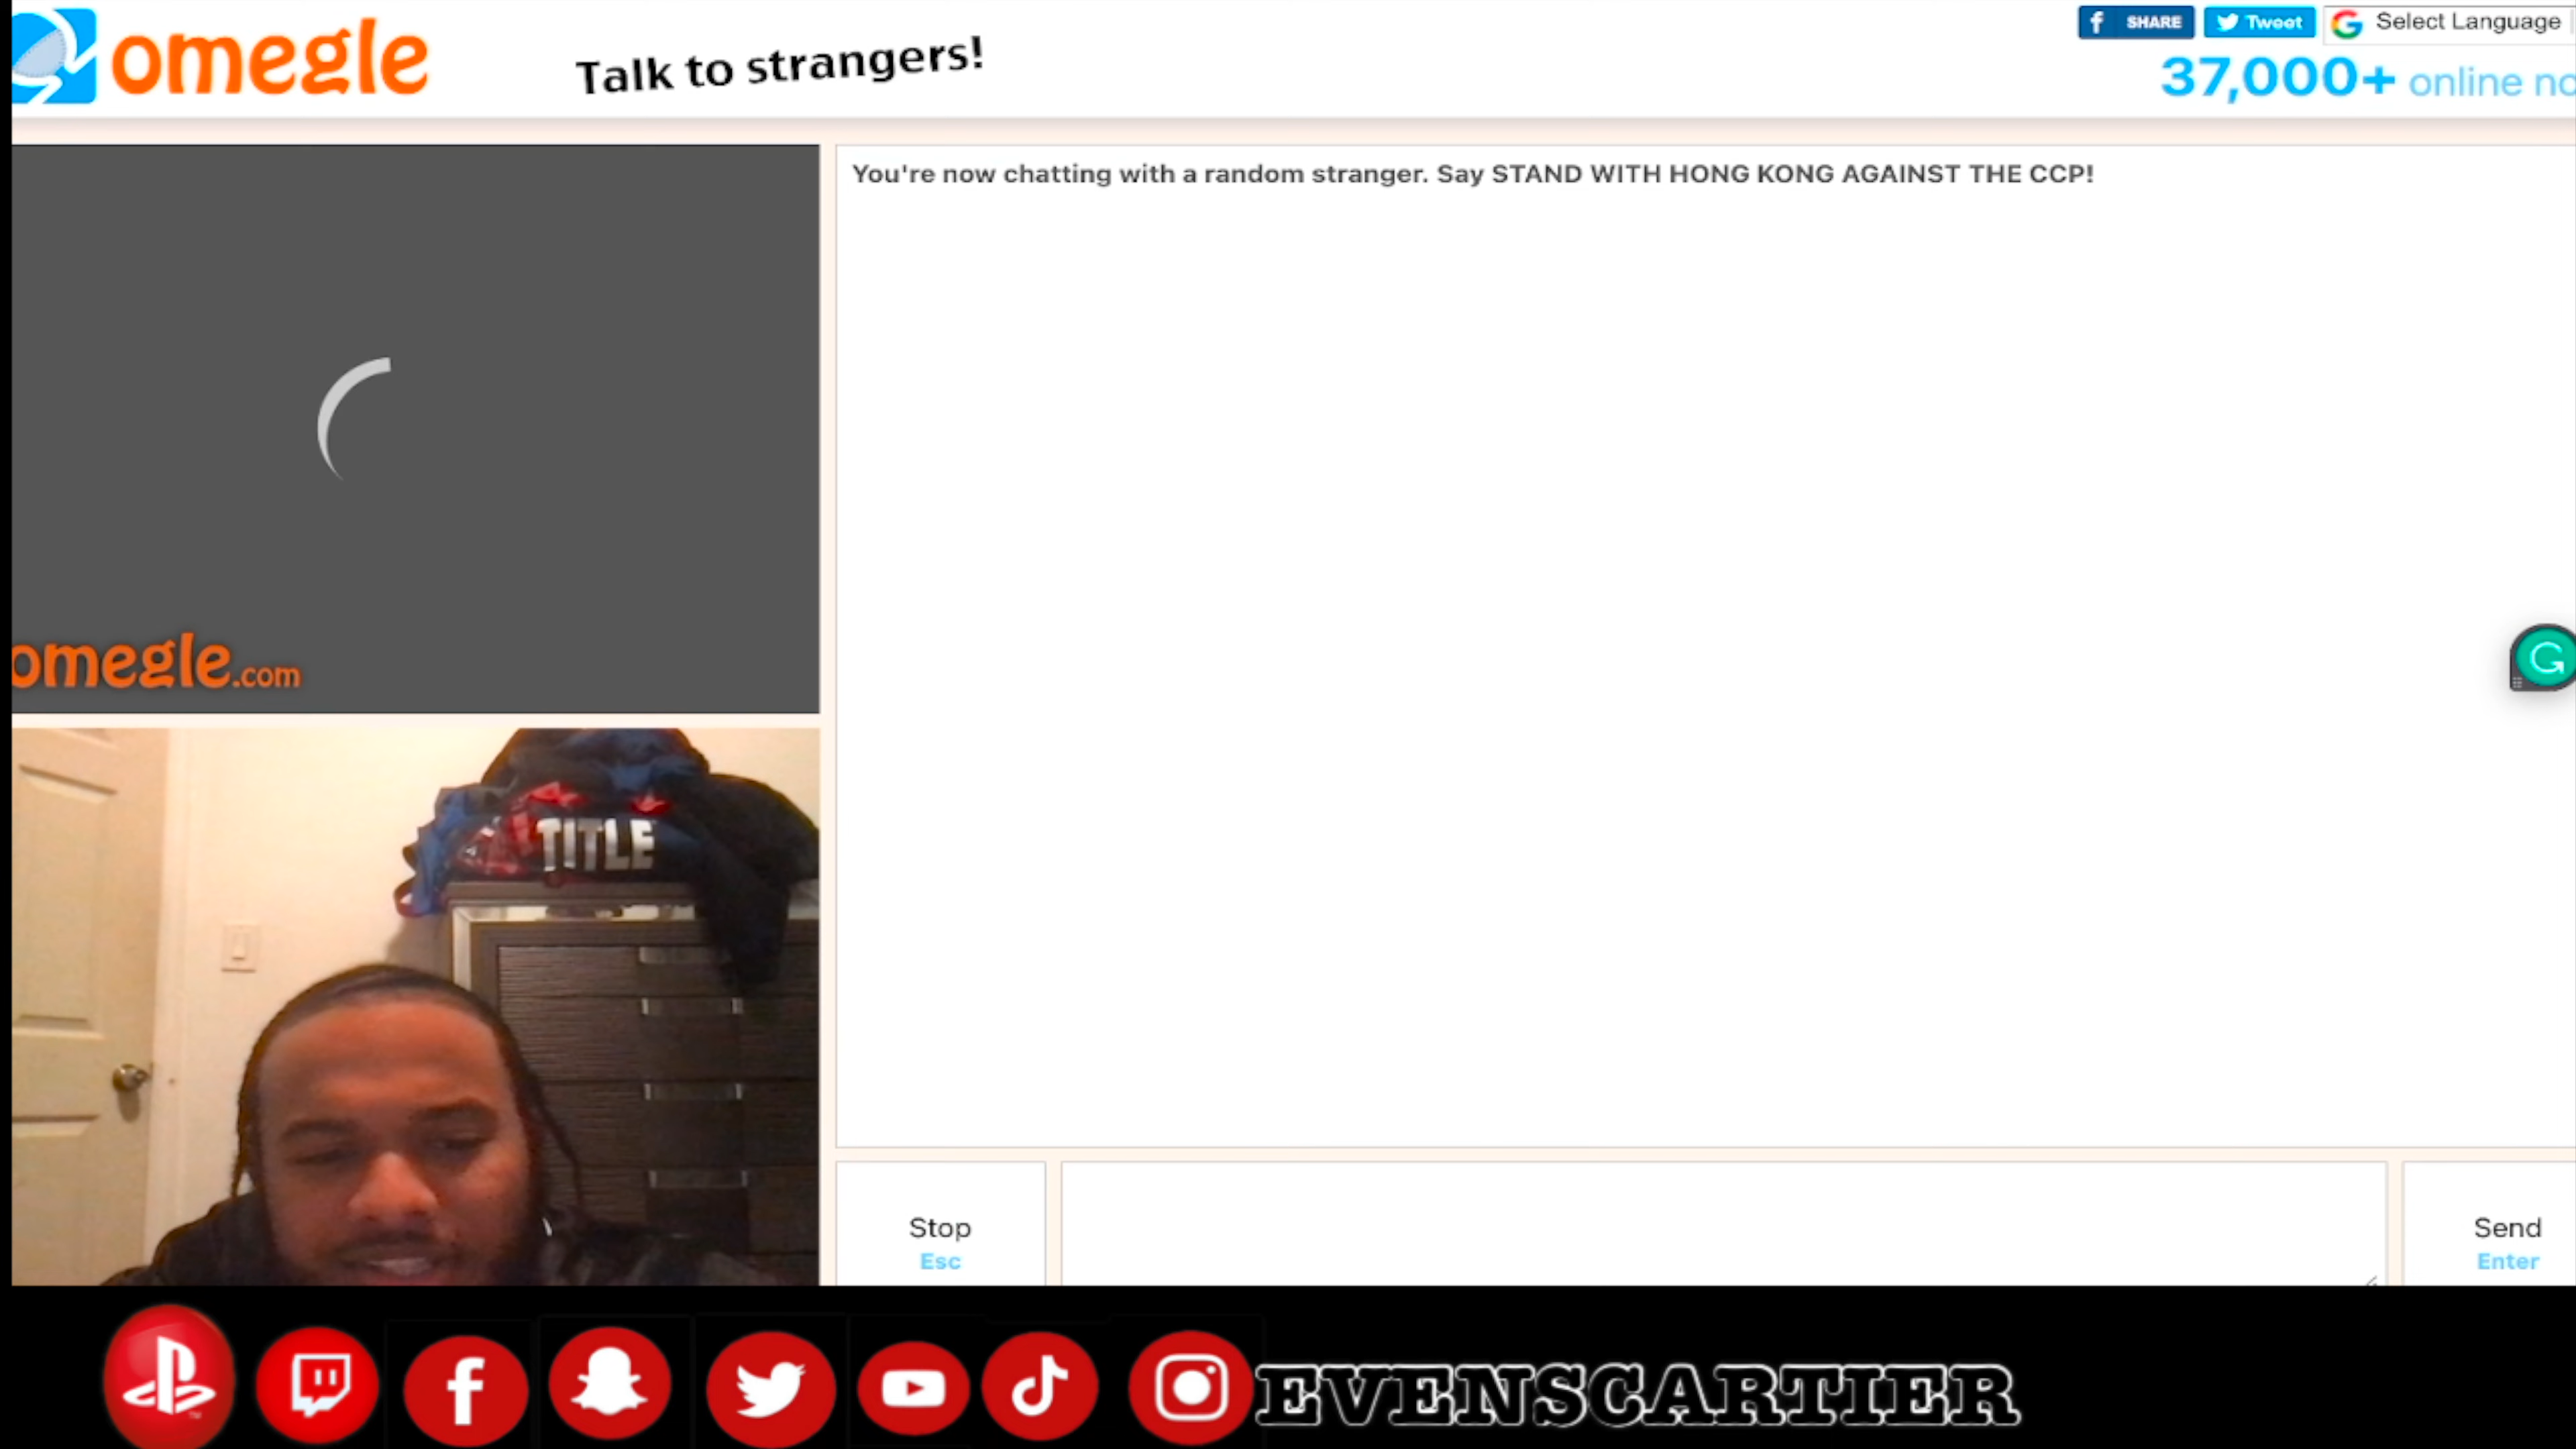 omegle
Talk to strangers!
f SHARE
Tweet
G Select Language
37,000+ online no
You're now chatting with a random stranger. Say STAND WITH HONG KONG AGAINST THE CCP!
omegle.com
TITLE
Stop
Esc
Send
Enter
EVENSCARTIER